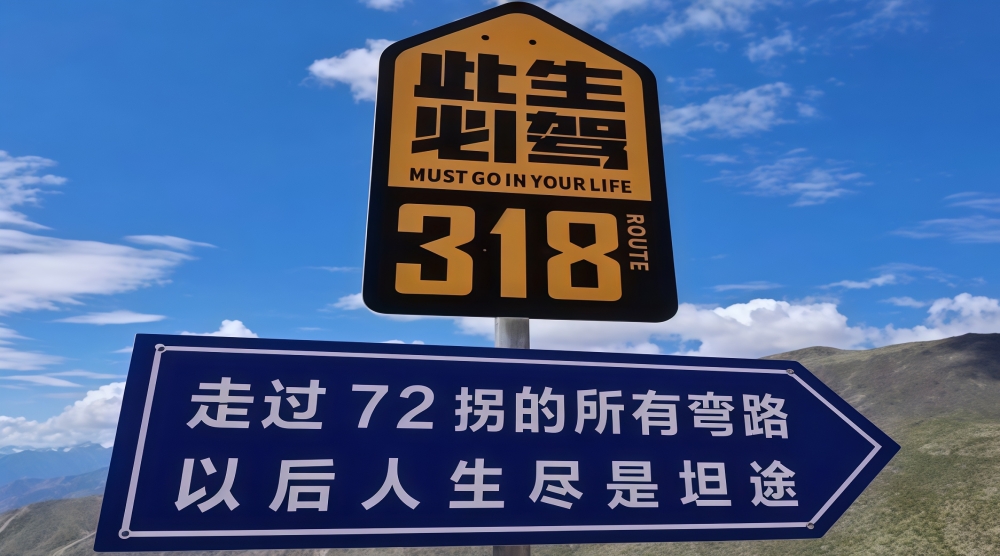 此生
必驾
MUST GO IN YOUR LIFE
318
ROUTE
走过72拐的所有弯路
以后人生尽是坦途